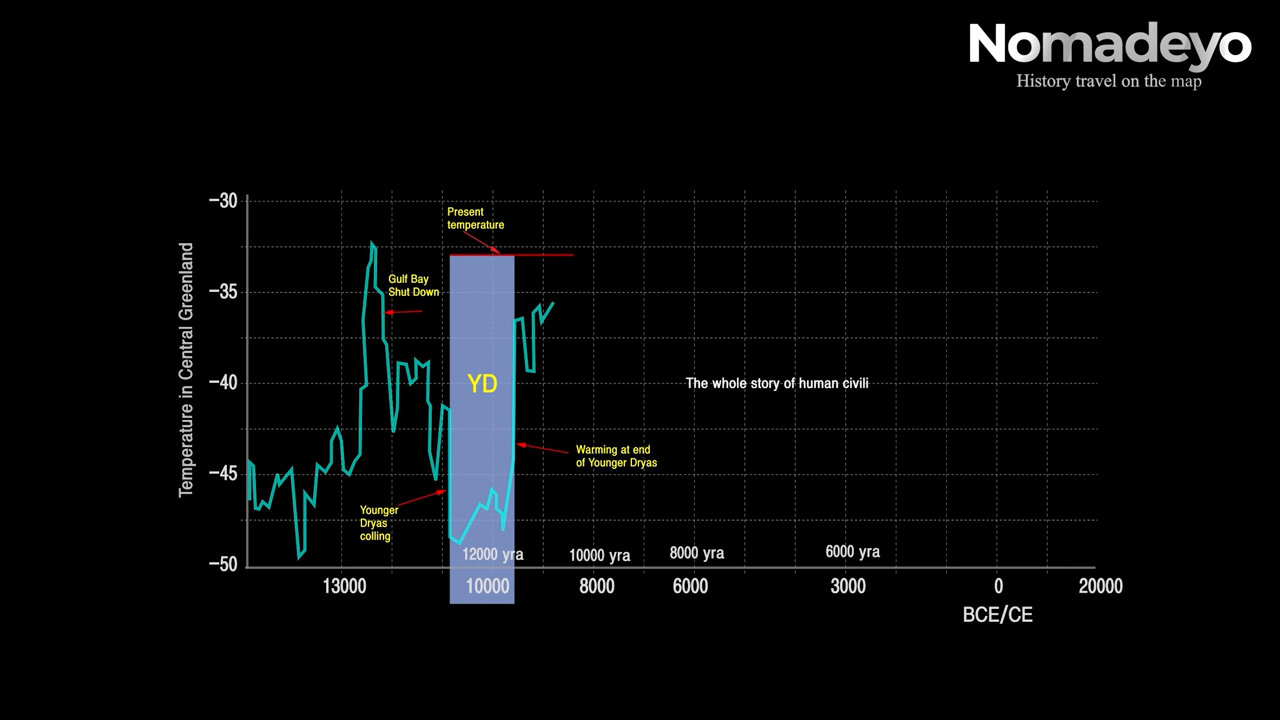 Nomadeyo
History travel on the map
Temperature in Central Greenland
−30
−35
−40
−45
−50
Present
temperature
Gulf Bay
Shut Down
YD
The whole story of human civili
Warming at end
of Younger Dryas
Younger
Dryas
colling
12000 yra
10000 yra
8000 yra
6000 yra
13000
10000
8000
6000
3000
0
20000
BCE/CE